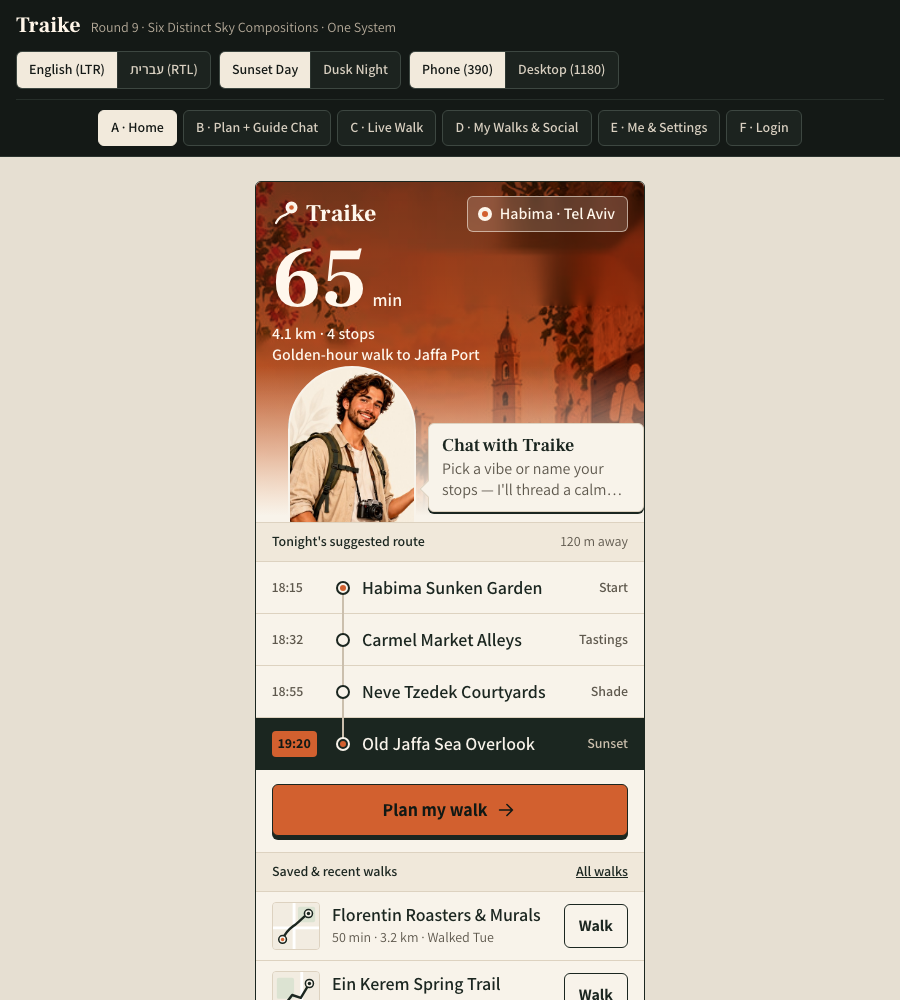 Traike Round 9 · Six Distinct Sky Compositions · One System
English (LTR) עברית (RTL) Sunset Day Dusk Night Phone (390) Desktop (1180)
A · Home B · Plan + Guide Chat C · Live Walk D · My Walks & Social E · Me & Settings F · Login
Traike Habima · Tel Aviv
65 min
4.1 km · 4 stops
Golden-hour walk to Jaffa Port
Chat with Traike
Pick a vibe or name your
stops — I'll thread a calm…
Tonight's suggested route 120 m away
18:15 Habima Sunken Garden Start
18:32 Carmel Market Alleys Tastings
18:55 Neve Tzedek Courtyards Shade
19:20 Old Jaffa Sea Overlook Sunset
Plan my walk →
Saved & recent walks All walks
Florentin Roasters & Murals Walk
50 min · 3.2 km · Walked Tue
Ein Kerem Spring Trail Walk